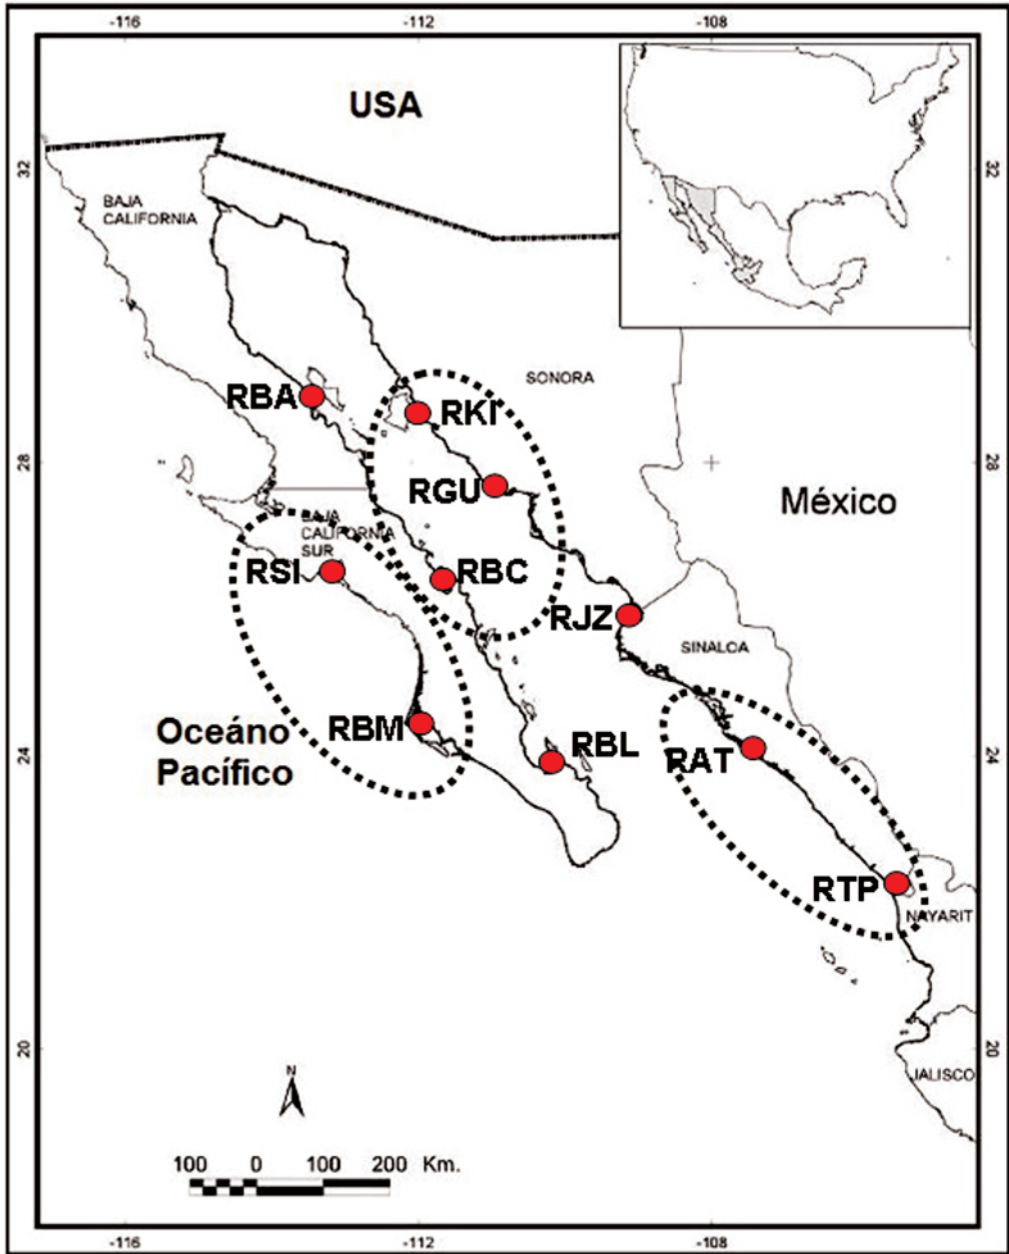 -116 -112 -108
USA
32 32
BAJA
CALIFORNIA
SONORA
RBA
RKI
28 28
RGU
México
BAJA
CALIFORNIA
SUR
RSI
RBC
RJZ
SINALOA
Oceáno
Pacífico
RBM
RBL
RAT
24 24
RTP
NAYARIT
20 20
JALISCO
N
100 0 100 200 Km.
-116 -112 -108